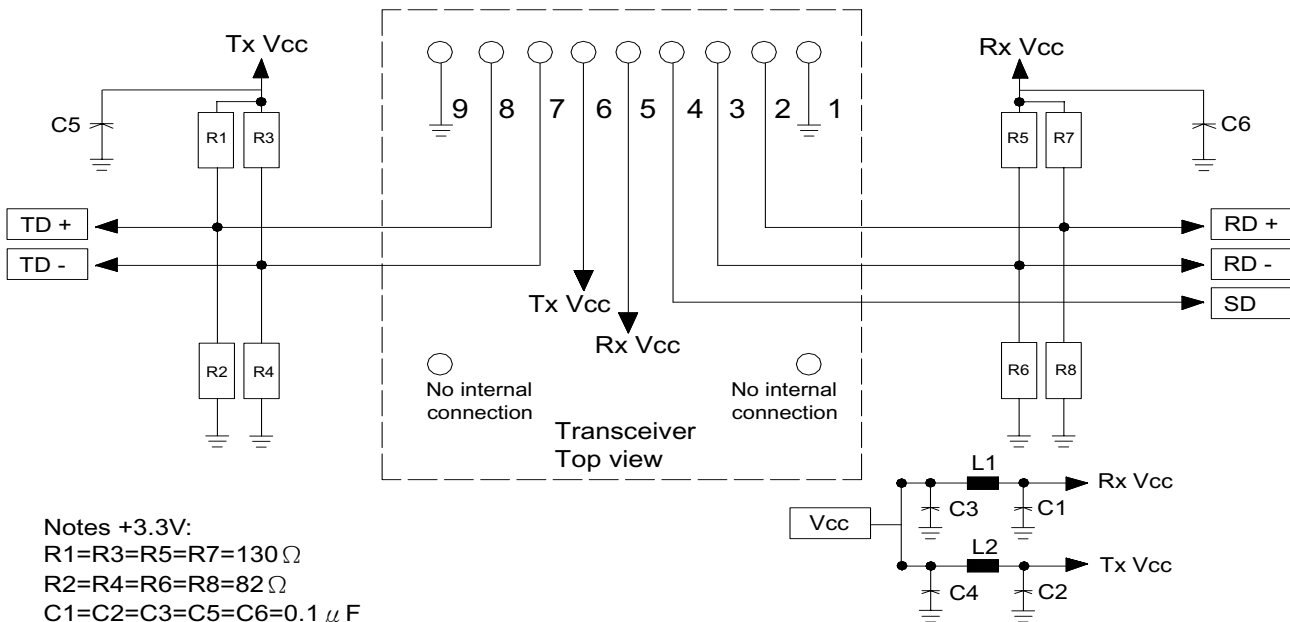 Tx Vcc
Rx Vcc
9 8 7 6 5 4 3 2 1
C5
R1
R3
R5
R7
C6
TD +
TD -
RD +
RD -
SD
Tx Vcc
Rx Vcc
R2
R4
R6
R8
No internal
connection
No internal
connection
Transceiver
Top view
L1
Rx Vcc
C3
C1
Vcc
L2
Tx Vcc
C4
C2
Notes +3.3V:
R1=R3=R5=R7=130Ω
R2=R4=R6=R8=82Ω
C1=C2=C3=C5=C6=0.1 μF